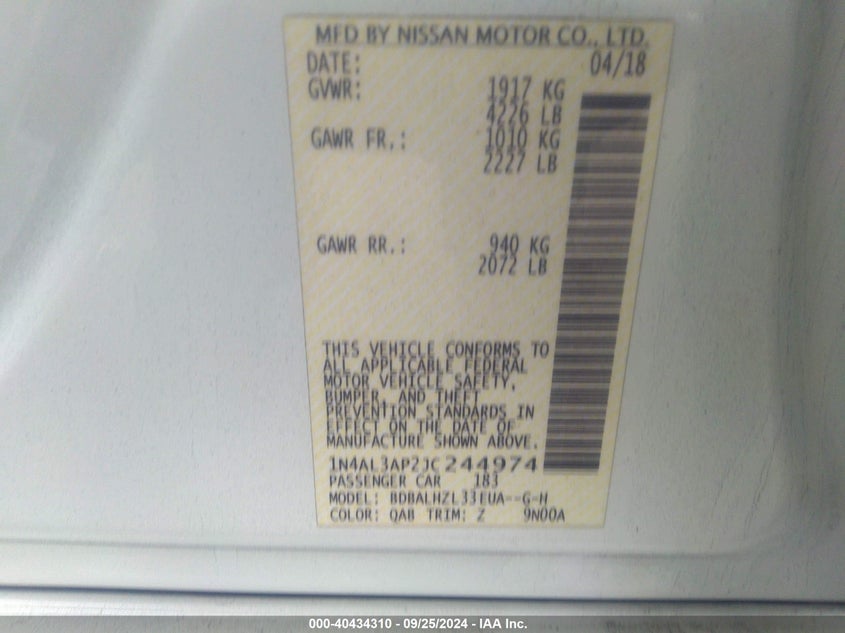 MFD BY NISSAN MOTOR CO., LTD.
DATE: 04/18
GVWR: 1917 KG
4226 LB
GAWR FR.: 1010 KG
2227 LB
GAWR RR.: 940 KG
2072 LB
THIS VEHICLE CONFORMS TO
ALL APPLICABLE FEDERAL
MOTOR VEHICLE SAFETY,
BUMPER, AND THEFT
PREVENTION STANDARDS IN
EFFECT ON THE DATE OF
MANUFACTURE SHOWN ABOVE.
1N4AL3AP2JC244974
PASSENGER CAR 183
MODEL: BDBALHZL33EUA--G-H
COLOR: QAB TRIM: Z 9N00A
000-40434310 - 09/25/2024 - IAA Inc.